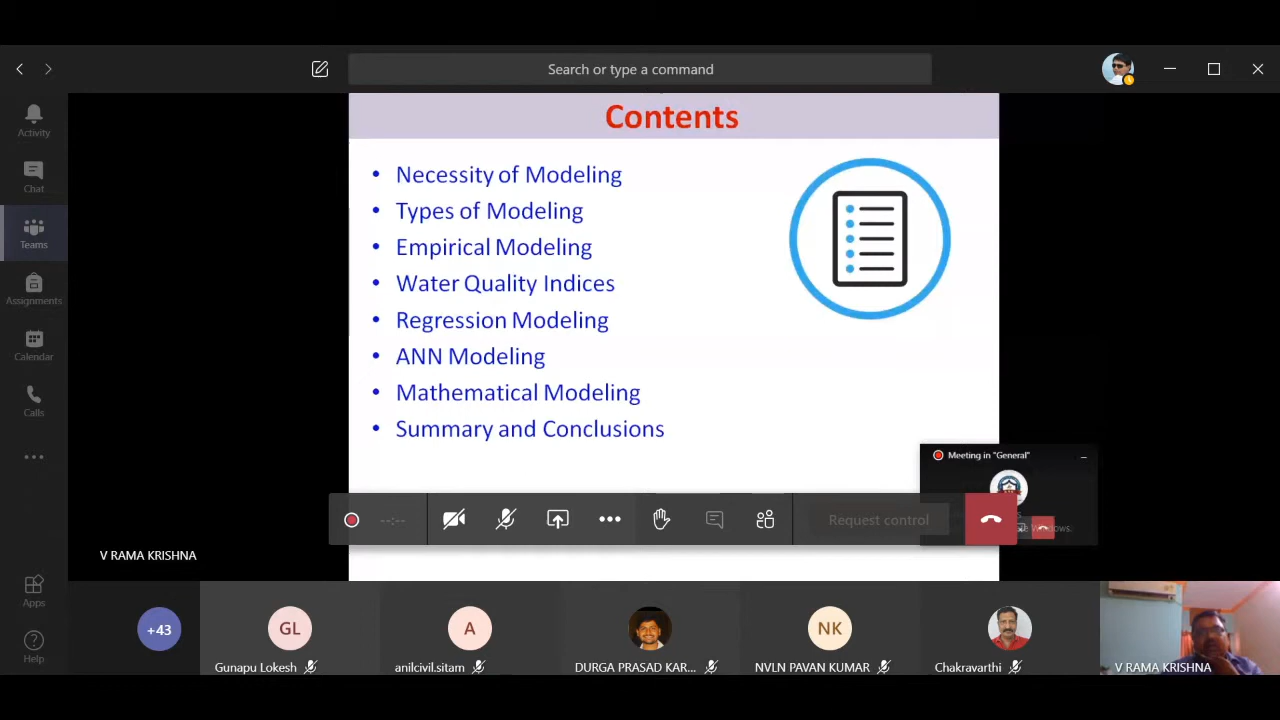 Search or type a command
Activity
Chat
Teams
Assignments
Calendar
Calls
Apps
Help
Contents
• Necessity of Modeling
• Types of Modeling
• Empirical Modeling
• Water Quality Indices
• Regression Modeling
• ANN Modeling
• Mathematical Modeling
• Summary and Conclusions
Meeting in "General"
--:--
Request control
V RAMA KRISHNA
+43
GL
Gunapu Lokesh
A
anilcivil.sitam
DURGA PRASAD KAR...
NK
NVLN PAVAN KUMAR
Chakravarthi
V RAMA KRISHNA